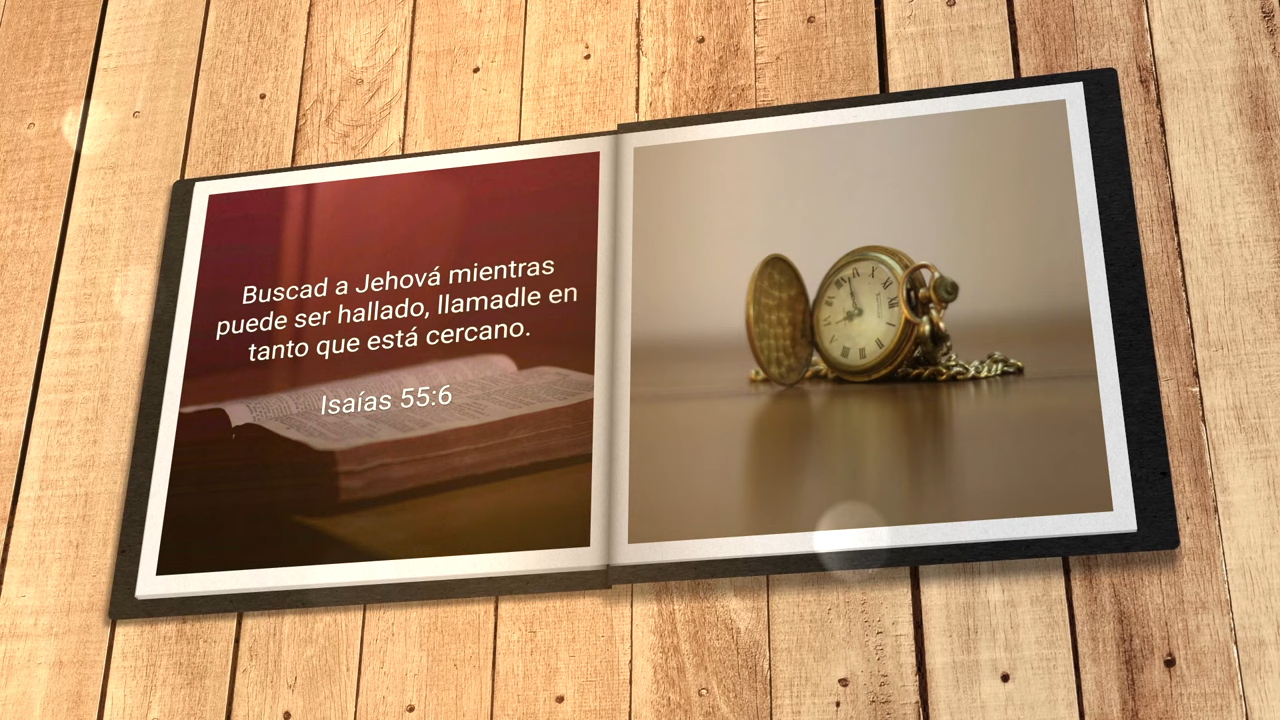 Buscad a Jehová mientras
puede ser hallado, llamadle en
tanto que está cercano.
Isaías 55:6